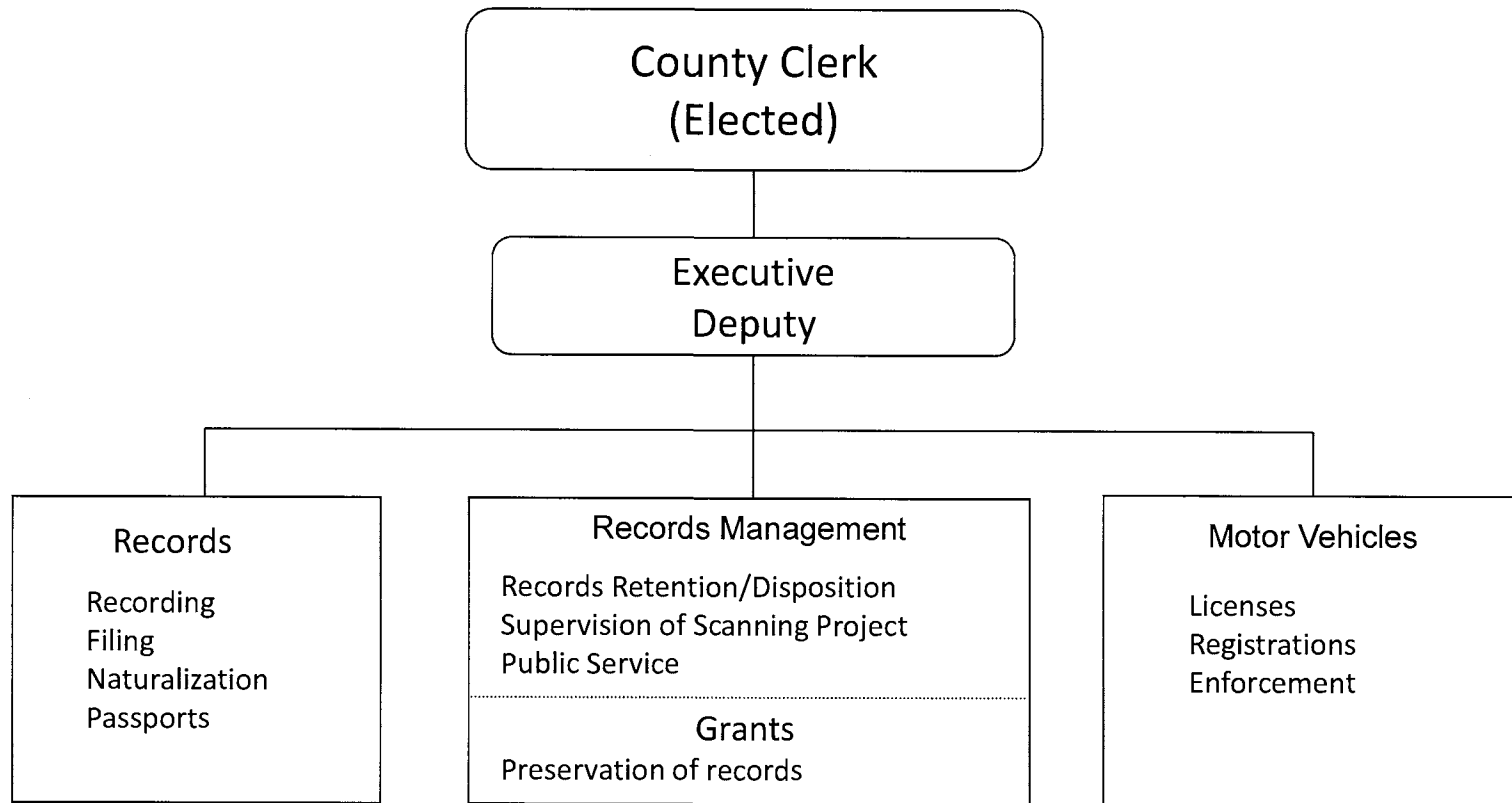 County Clerk
(Elected)
Executive
Deputy
Records
Recording
Filing
Naturalization
Passports
Records Management
Records Retention/Disposition
Supervision of Scanning Project
Public Service
Grants
Preservation of records
Motor Vehicles
Licenses
Registrations
Enforcement